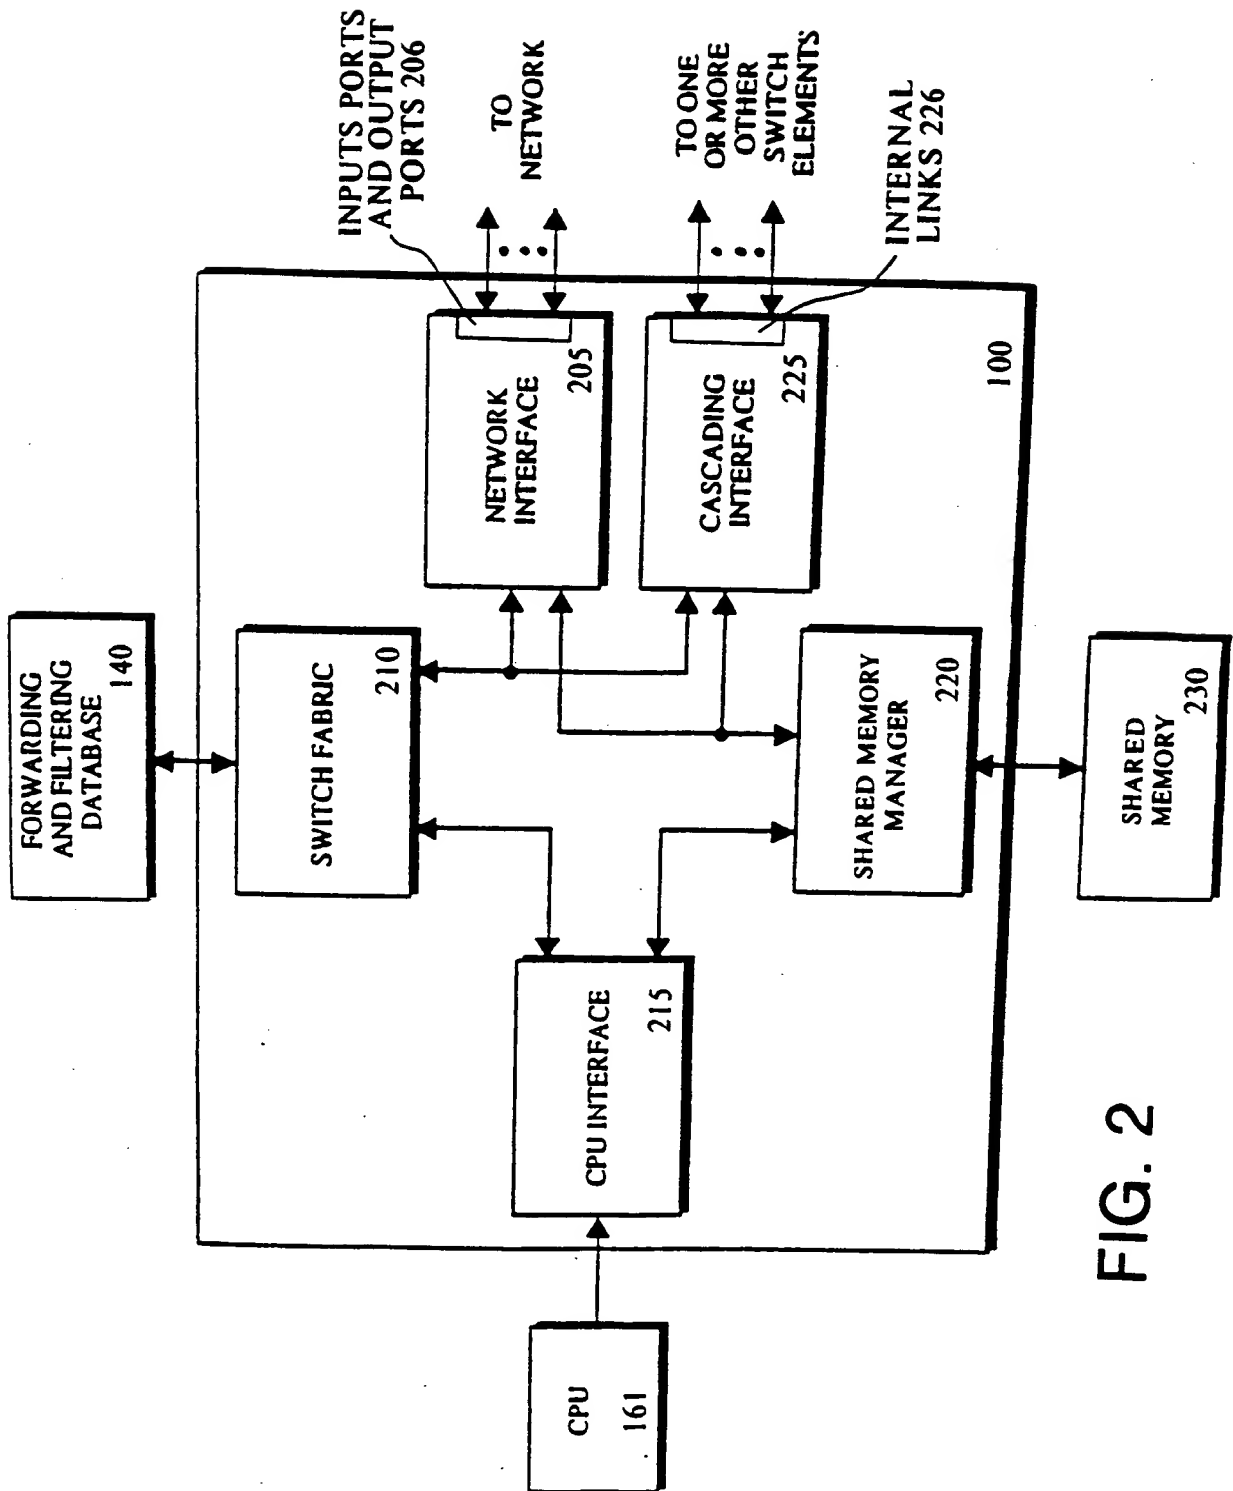 FORWARDING
AND FILTERING
DATABASE
140
INPUTS PORTS
AND OUTPUT
PORTS 206
TO
NETWORK
TO ONE
OR MORE
OTHER
SWITCH
ELEMENTS
INTERNAL
LINKS 226
SWITCH FABRIC
210
NETWORK
INTERFACE
205
CASCADING
INTERFACE
225
100
CPU
161
CPU INTERFACE
215
SHARED MEMORY
MANAGER
220
SHARED
MEMORY
230
FIG. 2